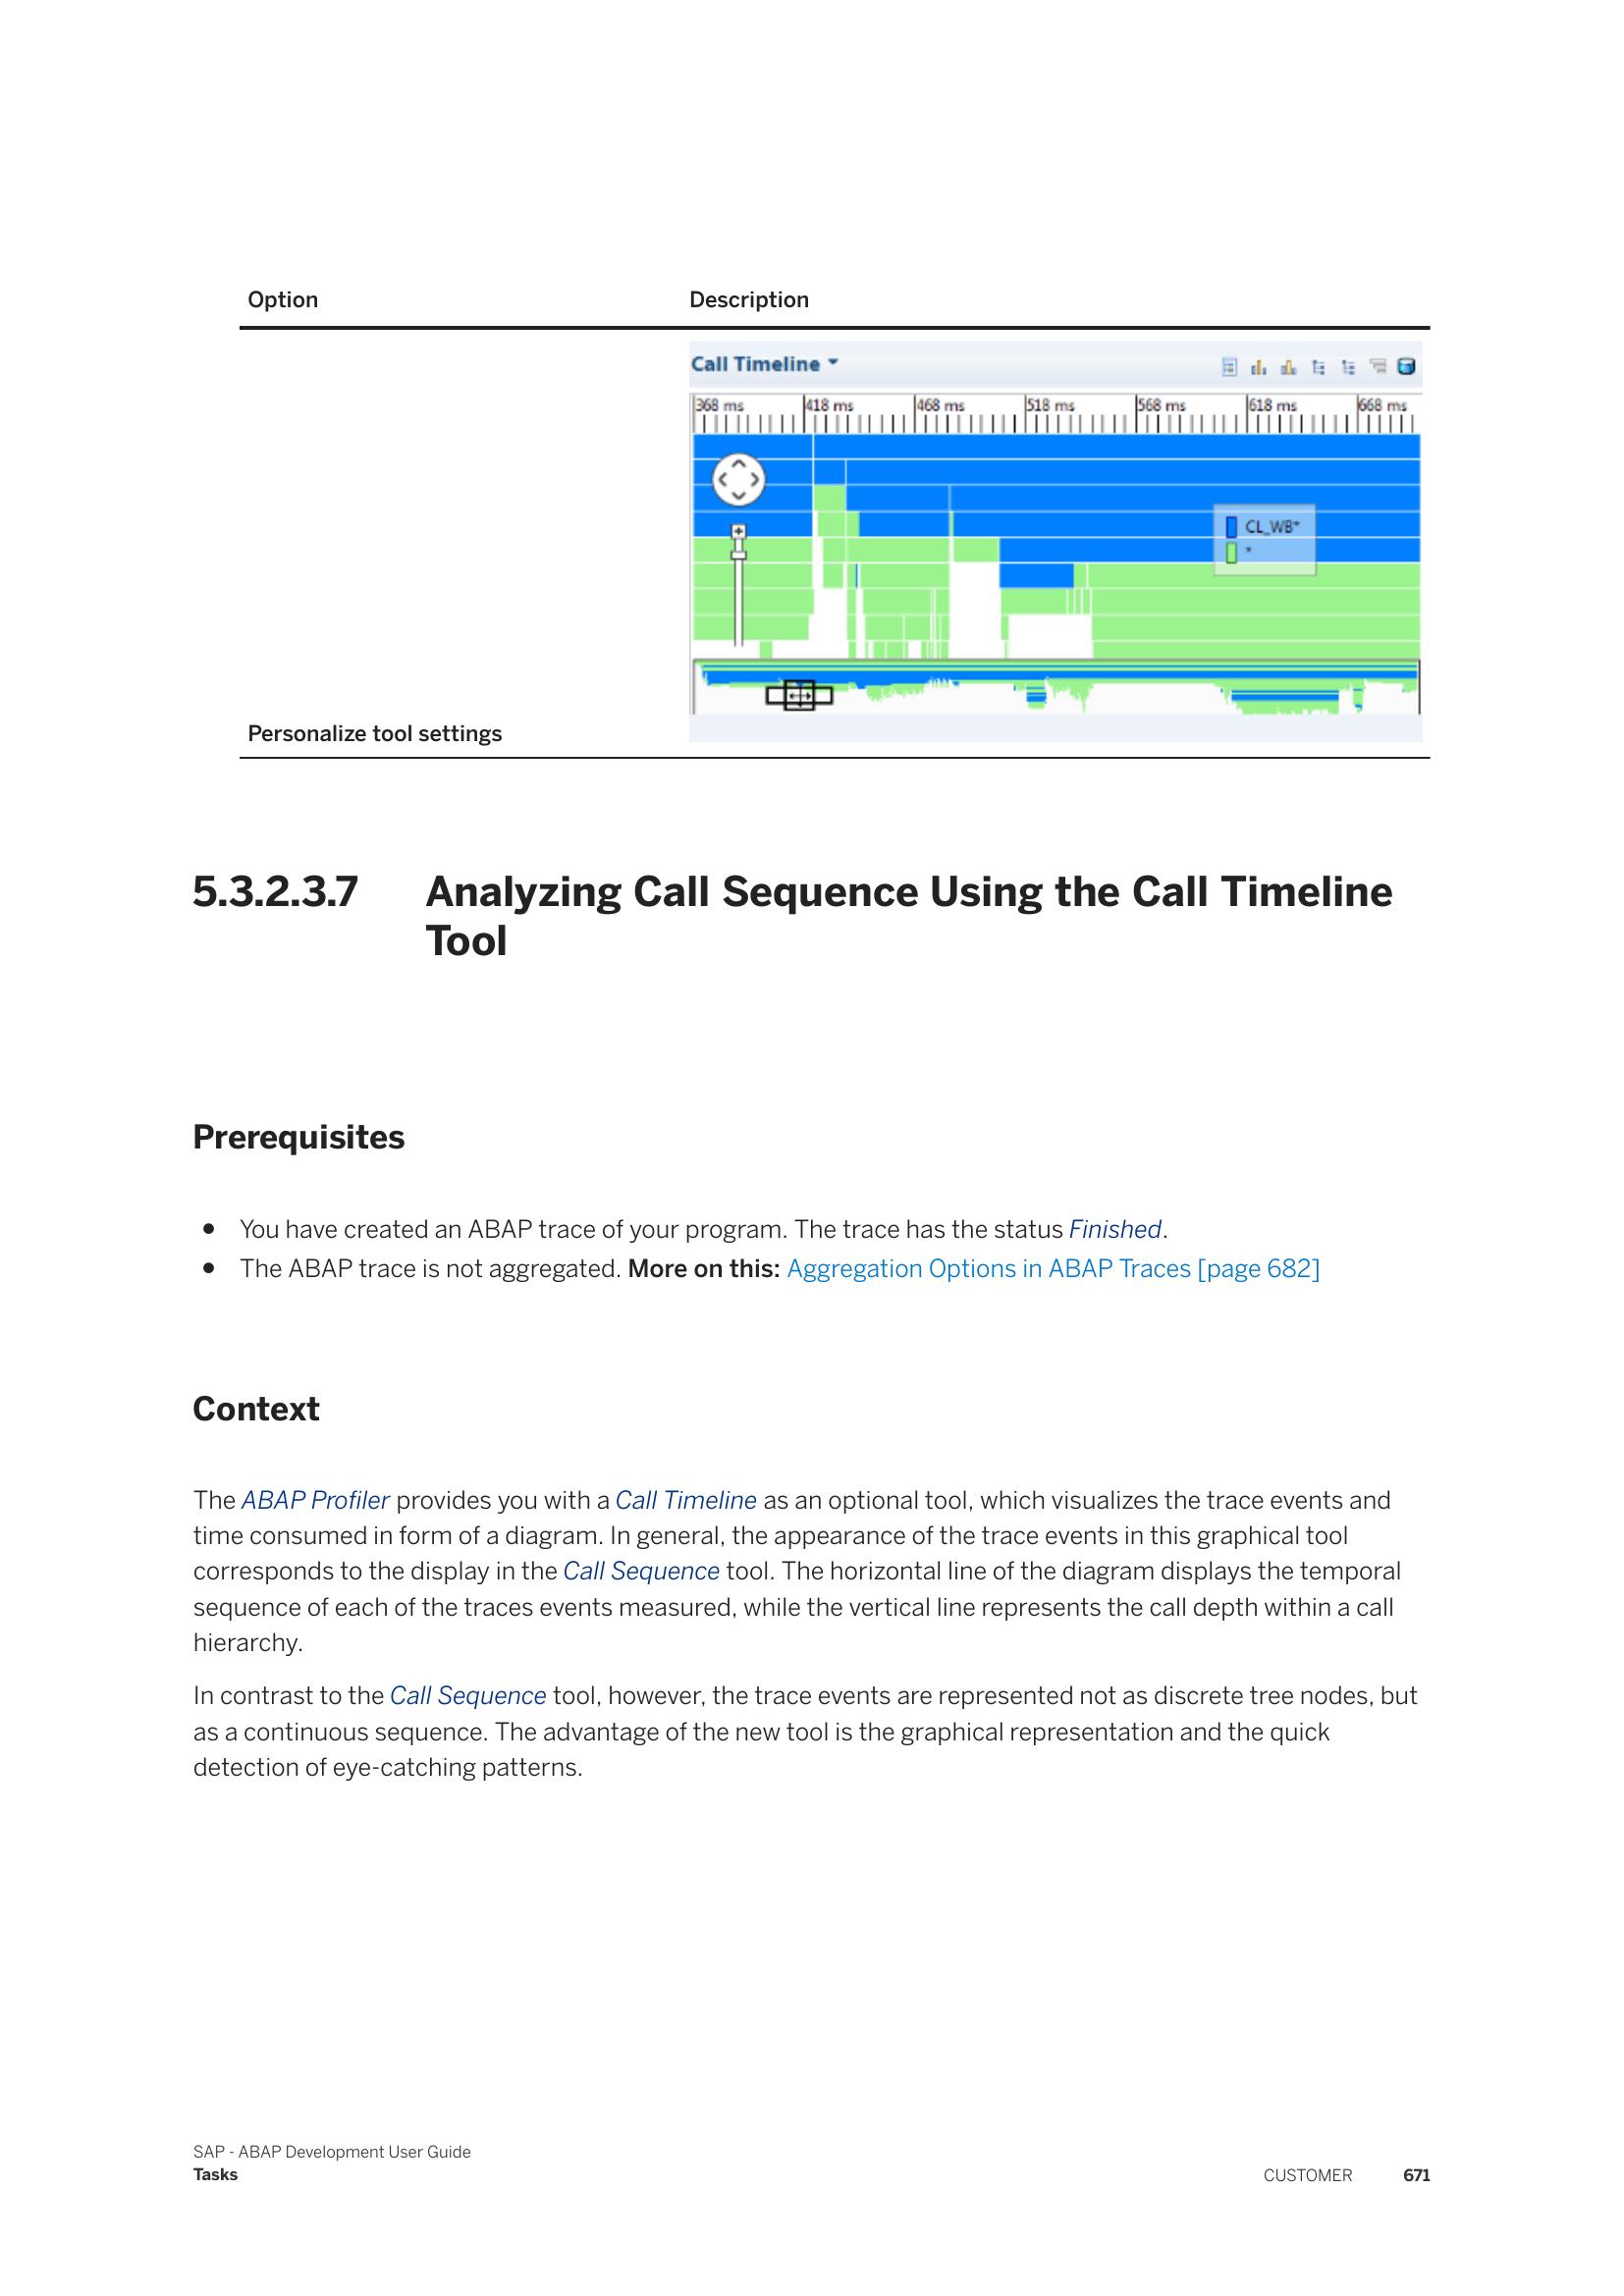 Option Description
Call Timeline
368 ms 418 ms 468 ms 518 ms 568 ms 618 ms 668 ms
CL_WB*
*
Personalize tool settings
5.3.2.3.7 Analyzing Call Sequence Using the Call Timeline
Tool
Prerequisites
● You have created an ABAP trace of your program. The trace has the status Finished.
● The ABAP trace is not aggregated. More on this: Aggregation Options in ABAP Traces [page 682]
Context
The ABAP Profiler provides you with a Call Timeline as an optional tool, which visualizes the trace events and
time consumed in form of a diagram. In general, the appearance of the trace events in this graphical tool
corresponds to the display in the Call Sequence tool. The horizontal line of the diagram displays the temporal
sequence of each of the traces events measured, while the vertical line represents the call depth within a call
hierarchy.
In contrast to the Call Sequence tool, however, the trace events are represented not as discrete tree nodes, but
as a continuous sequence. The advantage of the new tool is the graphical representation and the quick
detection of eye-catching patterns.
SAP - ABAP Development User Guide
Tasks CUSTOMER 671